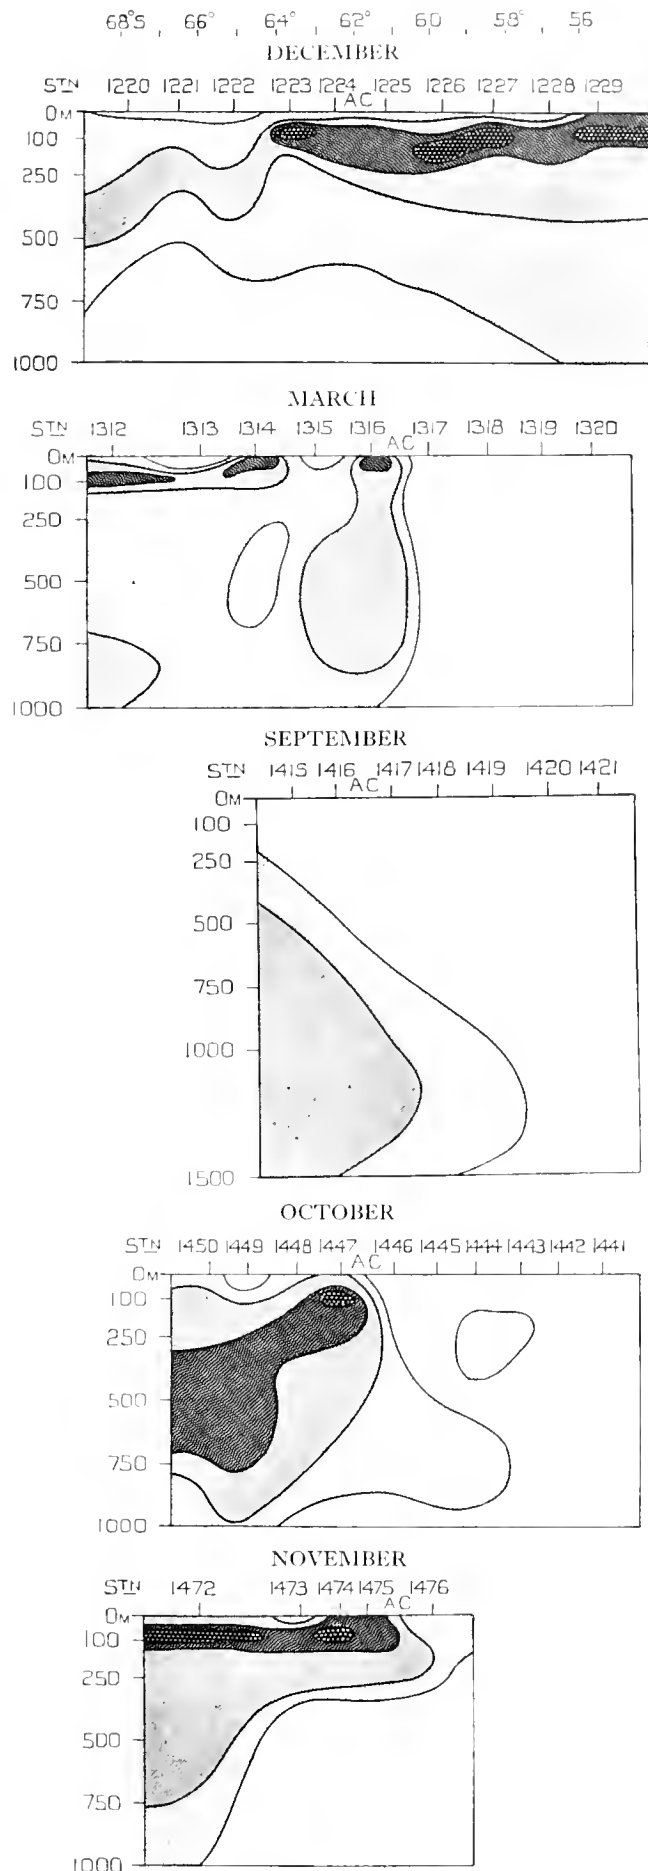 68°S 66° 64° 62° 60 58° 56
DECEMBER
STN 1220 1221 1222 1223 1224 1225 1226 1227 1228 1229
AC
0M
100
250
500
750
1000
MARCH
STN 1312 1313 1314 1315 1316 1317 1318 1319 1320
AC
0M
100
250
500
750
1000
SEPTEMBER
STN 1415 1416 1417 1418 1419 1420 1421
AC
0M
100
250
500
750
1000
1500
OCTOBER
STN 1450 1449 1448 1447 1446 1445 1444 1443 1442 1441
AC
0M
100
250
500
750
1000
NOVEMBER
STN 1472 1473 1474 1475 1476
AC
0M
100
250
500
750
1000